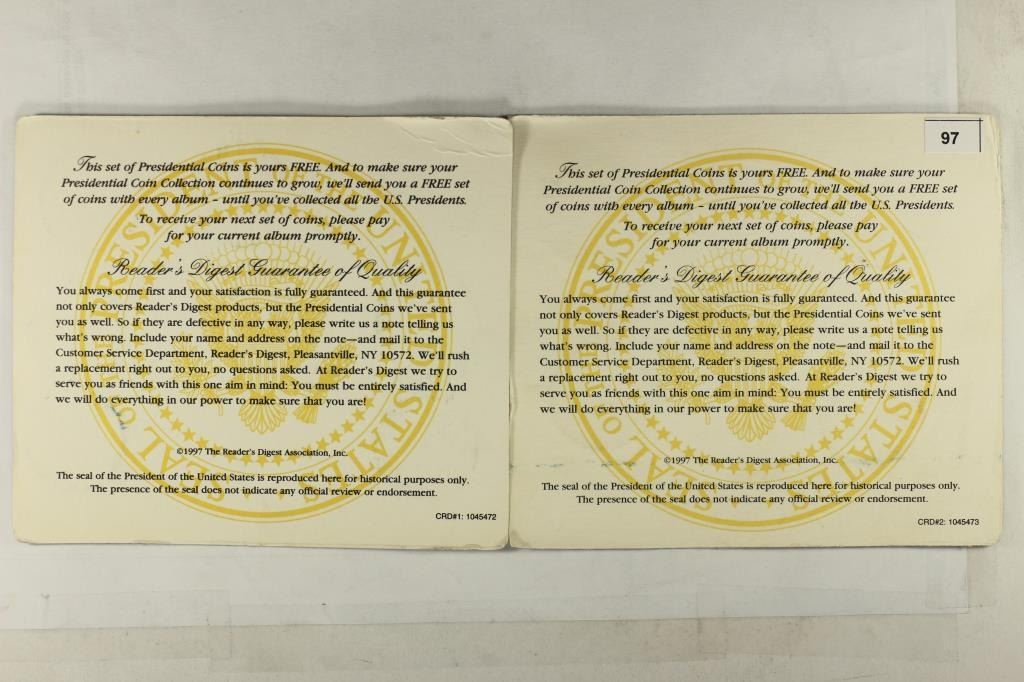 This set of Presidential Coins is yours FREE. And to make sure your
Presidential Coin Collection continues to grow, we'll send you a FREE set
of coins with every album – until you've collected all the U.S. Presidents.
To receive your next set of coins, please pay
for your current album promptly.
Reader's Digest Guarantee of Quality
You always come first and your satisfaction is fully guaranteed. And this guarantee
not only covers Reader's Digest products, but the Presidential Coins we've sent
you as well. So if they are defective in any way, please write us a note telling us
what's wrong. Include your name and address on the note—and mail it to the
Customer Service Department, Reader's Digest, Pleasantville, NY 10572. We'll rush
a replacement right out to you, no questions asked. At Reader's Digest we try to
serve you as friends with this one aim in mind: You must be entirely satisfied. And
we will do everything in our power to make sure that you are!
©1997 The Reader's Digest Association, Inc.
The seal of the President of the United States is reproduced here for historical purposes only.
The presence of the seal does not indicate any official review or endorsement.
CRD#1: 1045472
SEAL OF THE PRESIDENT OF THE UNITED STATES
97
This set of Presidential Coins is yours FREE. And to make sure your
Presidential Coin Collection continues to grow, we'll send you a FREE set
of coins with every album – until you've collected all the U.S. Presidents.
To receive your next set of coins, please pay
for your current album promptly.
Reader's Digest Guarantee of Quality
You always come first and your satisfaction is fully guaranteed. And this guarantee
not only covers Reader's Digest products, but the Presidential Coins we've sent
you as well. So if they are defective in any way, please write us a note telling us
what's wrong. Include your name and address on the note—and mail it to the
Customer Service Department, Reader's Digest, Pleasantville, NY 10572. We'll rush
a replacement right out to you, no questions asked. At Reader's Digest we try to
serve you as friends with this one aim in mind: You must be entirely satisfied. And
we will do everything in our power to make sure that you are!
©1997 The Reader's Digest Association, Inc.
The seal of the President of the United States is reproduced here for historical purposes only.
The presence of the seal does not indicate any official review or endorsement.
CRD#2: 1045473
SEAL OF THE PRESIDENT OF THE UNITED STATES